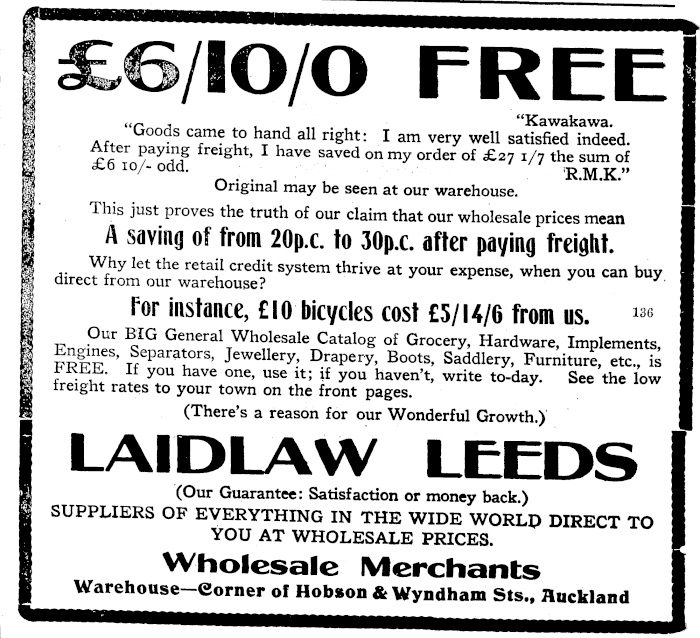 £6/10/0 FREE
"Kawakawa.
"Goods came to hand all right: I am very well satisfied indeed.
After paying freight, I have saved on my order of £27 1/7 the sum of
£6 10/- odd. R.M.K."
Original may be seen at our warehouse.
This just proves the truth of our claim that our wholesale prices mean
A saving of from 20p.c. to 30p.c. after paying freight.
Why let the retail credit system thrive at your expense, when you can buy
direct from our warehouse?
For instance, £10 bicycles cost £5/14/6 from us. 136
Our BIG General Wholesale Catalog of Grocery, Hardware, Implements,
Engines, Separators, Jewellery, Drapery, Boots, Saddlery, Furniture, etc., is
FREE. If you have one, use it; if you haven't, write to-day. See the low
freight rates to your town on the front pages.
(There's a reason for our Wonderful Growth.)
LAIDLAW LEEDS
(Our Guarantee: Satisfaction or money back.)
SUPPLIERS OF EVERYTHING IN THE WIDE WORLD DIRECT TO
YOU AT WHOLESALE PRICES.
Wholesale Merchants
Warehouse—Corner of Hobson & Wyndham Sts., Auckland